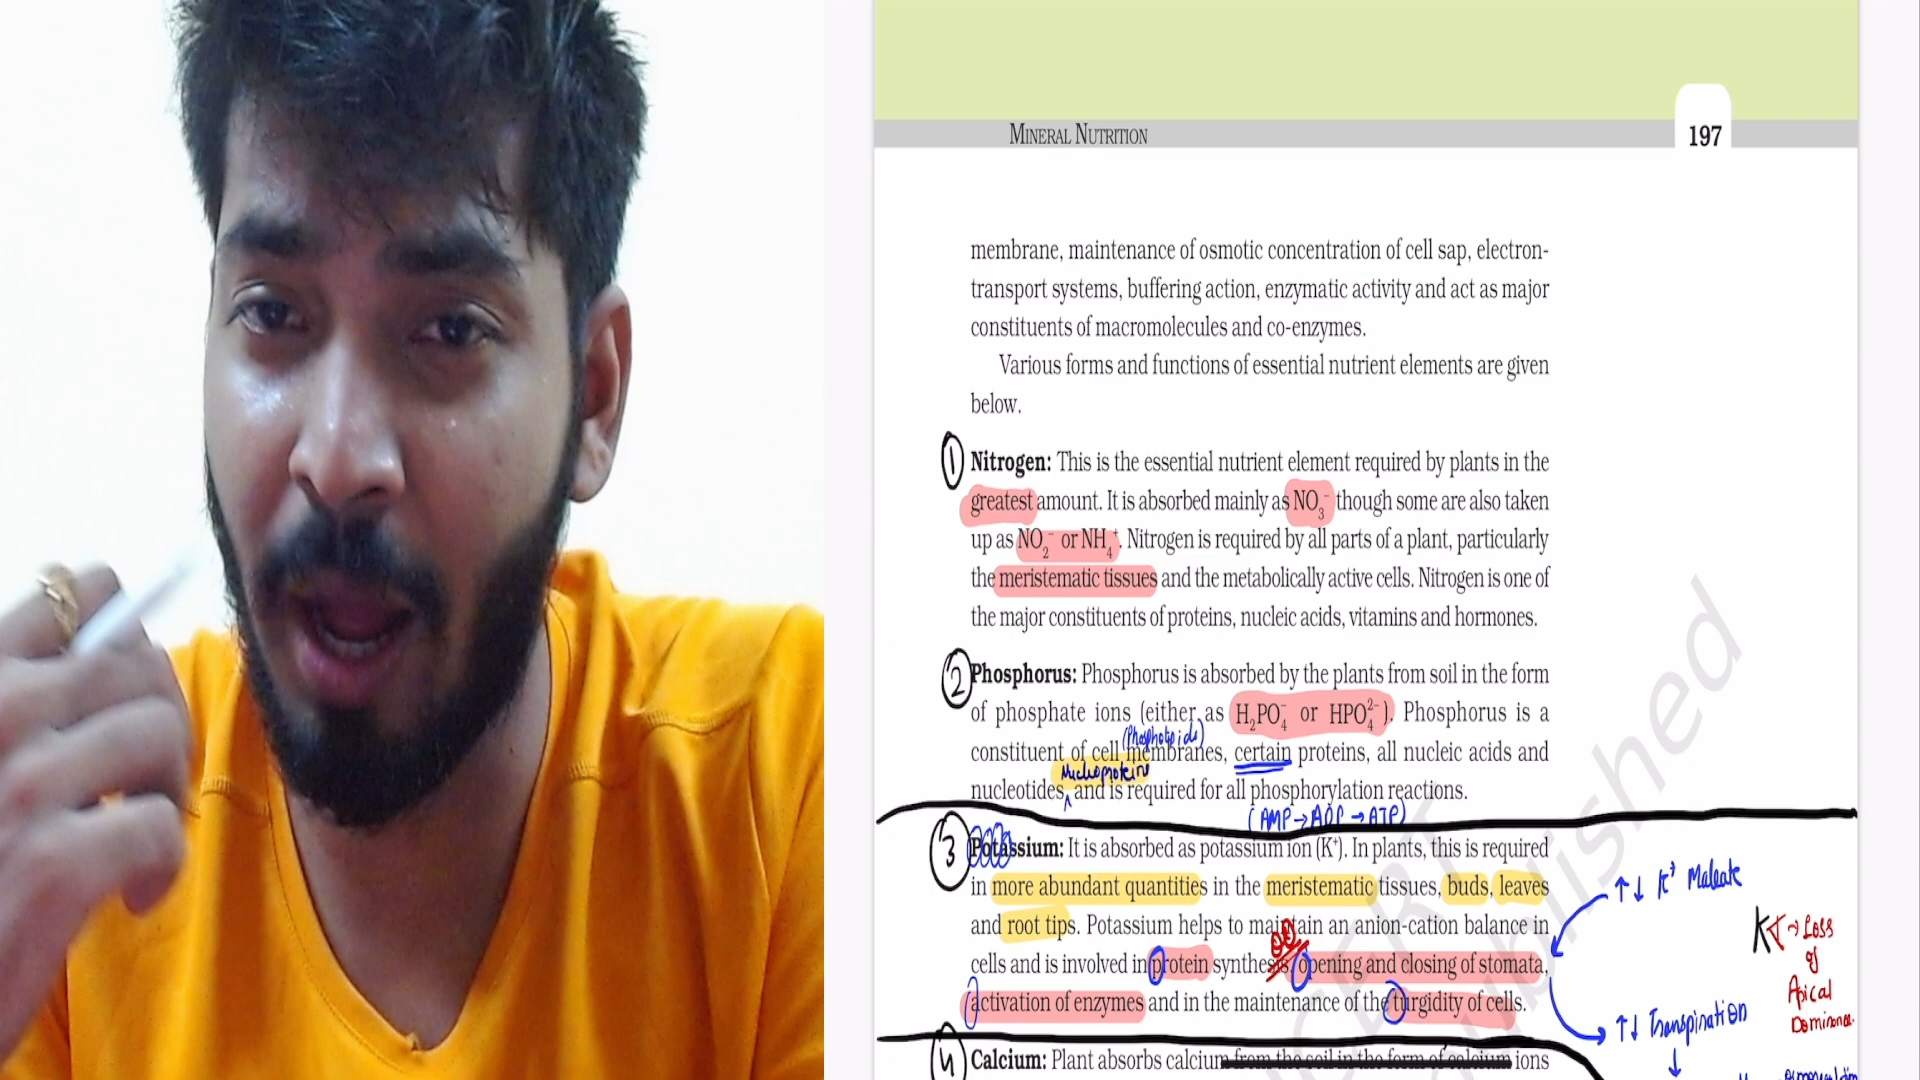 MINERAL NUTRITION
197
membrane, maintenance of osmotic concentration of cell sap, electron-
transport systems, buffering action, enzymatic activity and act as major
constituents of macromolecules and co-enzymes.
Various forms and functions of essential nutrient elements are given
below.
① Nitrogen: This is the essential nutrient element required by plants in the
greatest amount. It is absorbed mainly as NO₃⁻ though some are also taken
up as NO₂⁻ or NH₄⁺. Nitrogen is required by all parts of a plant, particularly
the meristematic tissues and the metabolically active cells. Nitrogen is one of
the major constituents of proteins, nucleic acids, vitamins and hormones.
② Phosphorus: Phosphorus is absorbed by the plants from soil in the form
of phosphate ions (either as H₂PO₄⁻ or HPO₄²⁻). Phosphorus is a
(Phospholipids)
constituent of cell membranes, certain proteins, all nucleic acids and
Nucleoproteins
nucleotides, and is required for all phosphorylation reactions.
(AMP→ADP→ATP)
③ Potassium: It is absorbed as potassium ion (K⁺). In plants, this is required
in more abundant quantities in the meristematic tissues, buds, leaves
and root tips. Potassium helps to maintain an anion-cation balance in
cells and is involved in protein synthesis, opening and closing of stomata,
activation of enzymes and in the maintenance of the turgidity of cells.
④ Calcium: Plant absorbs calcium from the soil in the form of calcium ions
↑↓ K⁺ Maleate
→ Loss
of
Apical
Dominance.
↑↓ Transpiration
↓